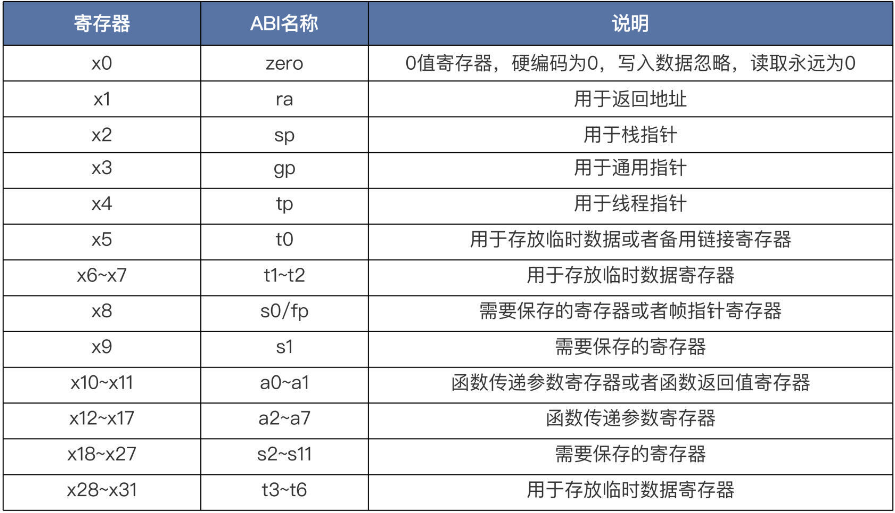 寄存器 ABI名称 说明
x0 zero 0值寄存器，硬编码为0，写入数据忽略，读取永远为0
x1 ra 用于返回地址
x2 sp 用于栈指针
x3 gp 用于通用指针
x4 tp 用于线程指针
x5 t0 用于存放临时数据或者备用链接寄存器
x6~x7 t1~t2 用于存放临时数据寄存器
x8 s0/fp 需要保存的寄存器或者帧指针寄存器
x9 s1 需要保存的寄存器
x10~x11 a0~a1 函数传递参数寄存器或者函数返回值寄存器
x12~x17 a2~a7 函数传递参数寄存器
x18~x27 s2~s11 需要保存的寄存器
x28~x31 t3~t6 用于存放临时数据寄存器